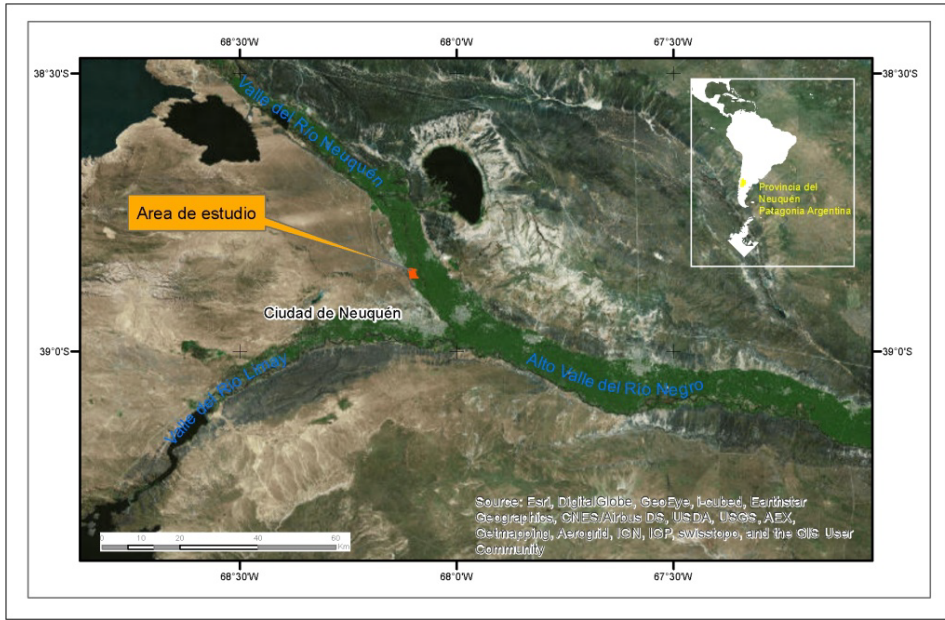 68°30'W 68°0'W 67°30'W
38°30'S 38°30'S
Valle del Río Neuquén
Provincia del
Neuquén
Patagonia Argentina
Area de estudio
Ciudad de Neuquén
39°0'S 39°0'S
Valle del Río Limay
Alto Valle del Río Negro
Source: Esri, DigitalGlobe, GeoEye, i-cubed, Earthstar
Geographics, CNES/Airbus DS, USDA, USGS, AEX,
Getmapping, Aerogrid, IGN, IGP, swisstopo, and the GIS User
Community
0 10 20 40 60
Km
68°30'W 68°0'W 67°30'W